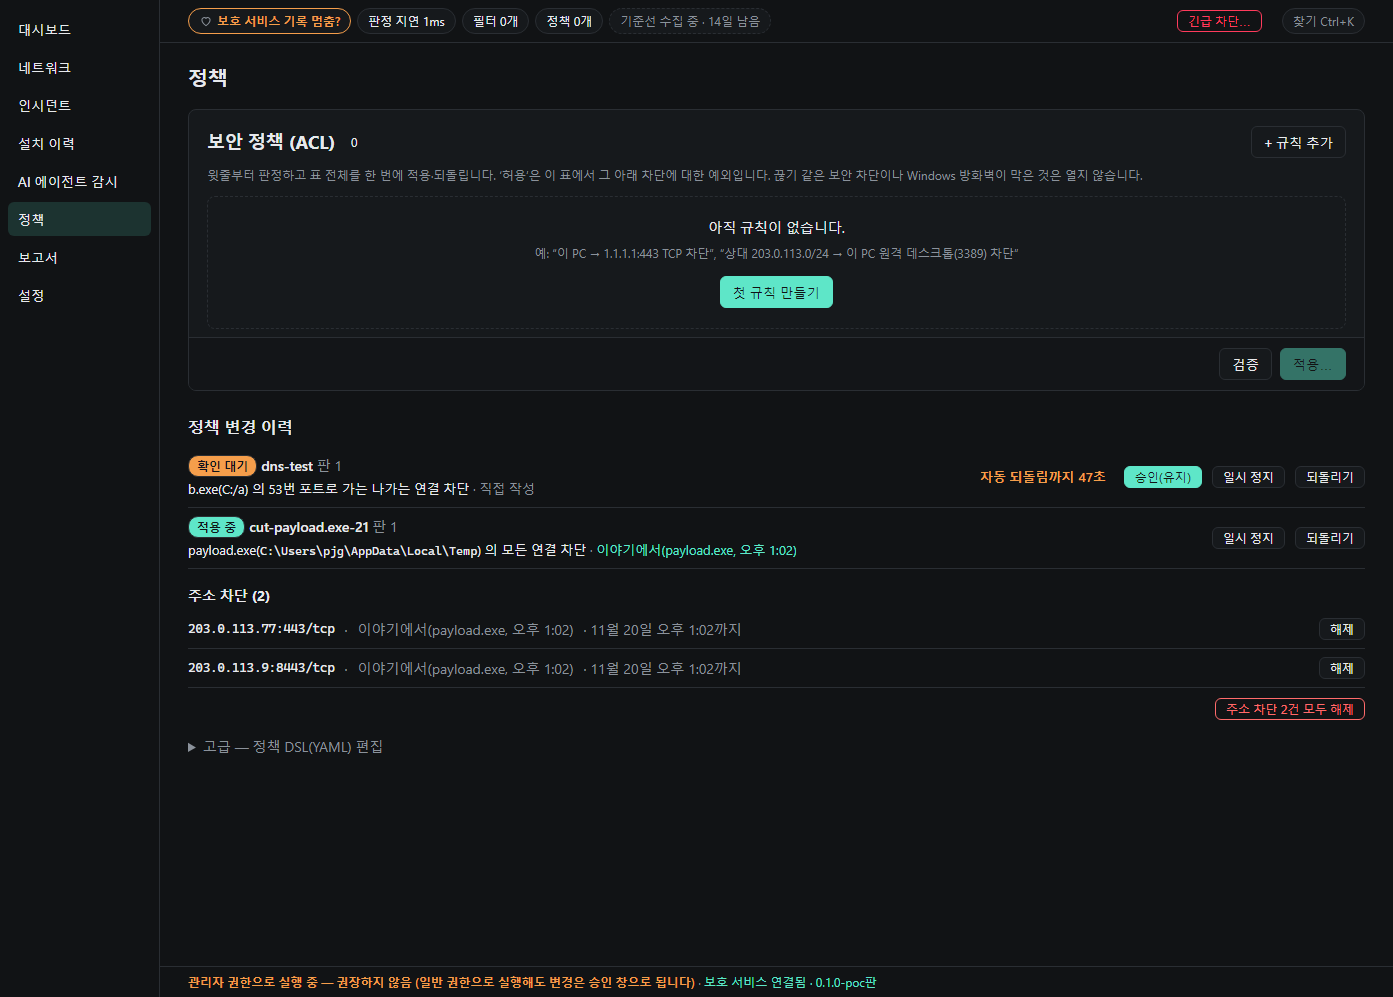 대시보드
네트워크
인시던트
설치 이력
AI 에이전트 감시
정책
보고서
설정
♡ 보호 서비스 기록 멈춤?
판정 지연 1ms
필터 0개
정책 0개
기준선 수집 중 · 14일 남음
긴급 차단...
찾기 Ctrl+K
정책
보안 정책 (ACL) 0
+ 규칙 추가
윗줄부터 판정하고 표 전체를 한 번에 적용·되돌립니다. '허용'은 이 표에서 그 아래 차단에 대한 예외입니다. 끊기 같은 보안 차단이나 Windows 방화벽이 막은 것은 열지 않습니다.
아직 규칙이 없습니다.
예: “이 PC → 1.1.1.1:443 TCP 차단”, “상대 203.0.113.0/24 → 이 PC 원격 데스크톱(3389) 차단”
첫 규칙 만들기
검증
적용...
정책 변경 이력
확인 대기 dns-test 판 1
b.exe(C:/a) 의 53번 포트로 가는 나가는 연결 차단 · 직접 작성
자동 되돌림까지 47초
승인(유지)
일시 정지
되돌리기
적용 중 cut-payload.exe-21 판 1
payload.exe(C:\Users\pjg\AppData\Local\Temp) 의 모든 연결 차단 · 이야기에서(payload.exe, 오후 1:02)
일시 정지
되돌리기
주소 차단 (2)
203.0.113.77:443/tcp · 이야기에서(payload.exe, 오후 1:02) · 11월 20일 오후 1:02까지
해제
203.0.113.9:8443/tcp · 이야기에서(payload.exe, 오후 1:02) · 11월 20일 오후 1:02까지
해제
주소 차단 2건 모두 해제
▶ 고급 — 정책 DSL(YAML) 편집
관리자 권한으로 실행 중 — 권장하지 않음 (일반 권한으로 실행해도 변경은 승인 창으로 됩니다) · 보호 서비스 연결됨 · 0.1.0-poc판